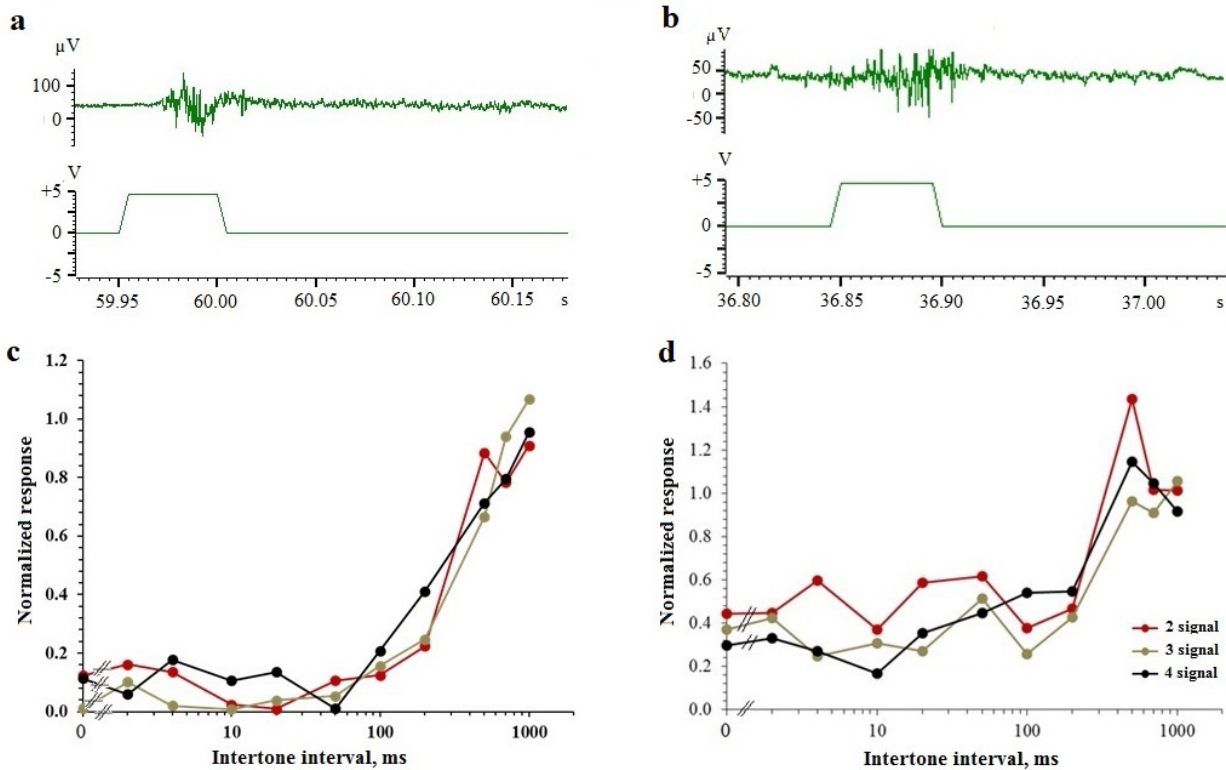 a
µV
100
0
V
+5
0
-5
59.95 60.00 60.05 60.10 60.15 s
b
µV
50
0
-50
V
+5
0
-5
36.80 36.85 36.90 36.95 37.00 s
c
1.2
1.0
0.8
0.6
0.4
0.2
0.0
Normalized response
0 10 100 1000
Intertone interval, ms
d
1.6
1.4
1.2
1.0
0.8
0.6
0.4
0.2
0.0
Normalized response
2 signal
3 signal
4 signal
0 10 100 1000
Intertone interval, ms